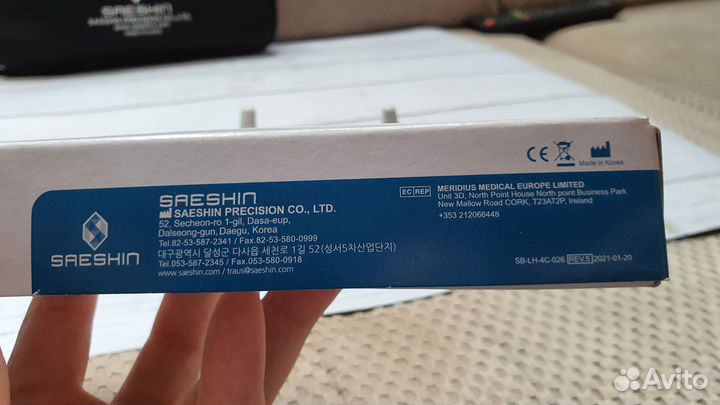 SAESHIN
SAESHIN PRECISION CO., LTD.
SAESHIN
SAESHIN
SAESHIN PRECISION CO., LTD.
52, Secheon-ro 1-gil, Dasa-eup,
Dalseong-gun, Daegu, Korea
Tel.82-53-587-2341 / Fax.82-53-580-0999
대구광역시 달성군 다사읍 세천로 1길 52 (성서5차산업단지)
Tel.053-587-2345 / Fax.053-580-0918
www.saeshin.com / traus@saeshin.com
CE
Made in Korea
EC REP MERIDIUS MEDICAL EUROPE LIMITED
Unit 3D, North Point House North point Business Park
New Mallow Road CORK, T23AT2P, Ireland
+353 212066448
SB-LH-4C-026 REV.5 2021-01-20
Avito